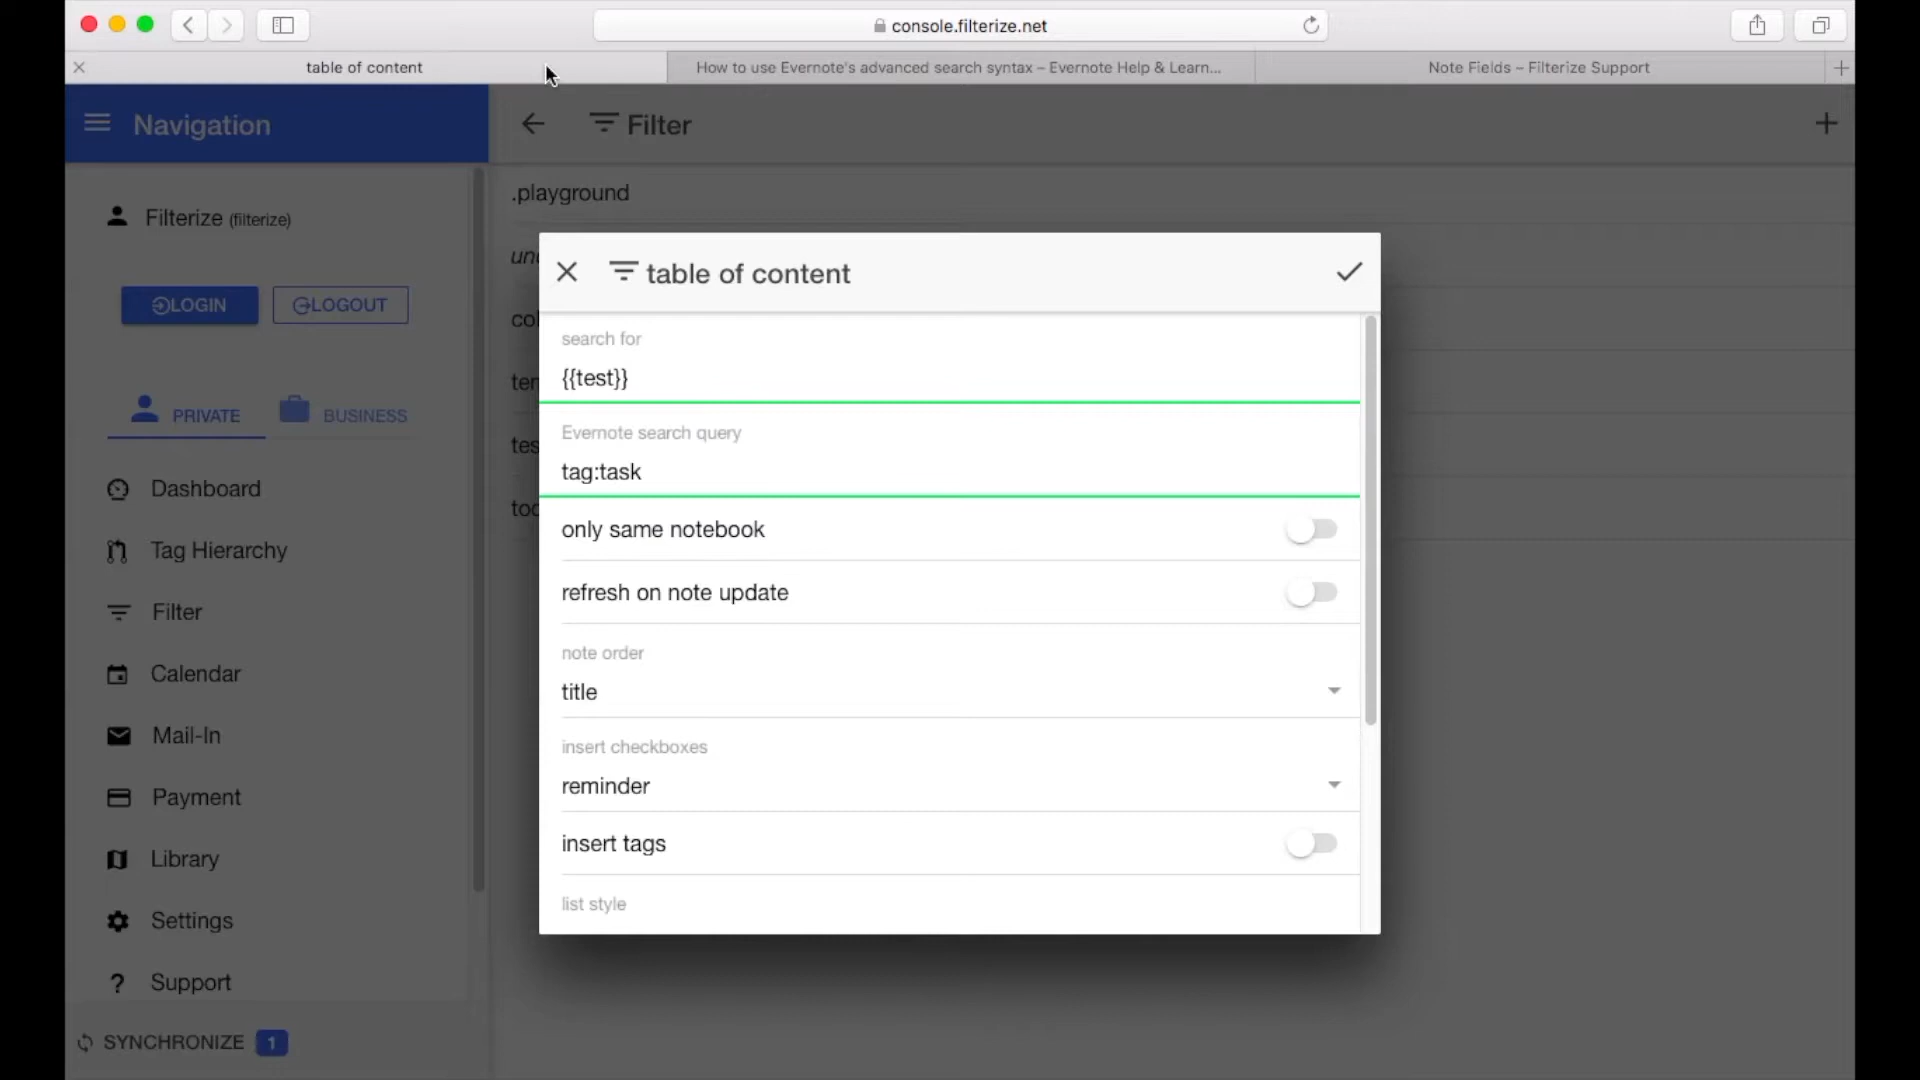 console.filterize.net
table of content
How to use Evernote's advanced search syntax – Evernote Help & Learn...
Note Fields – Filterize Support
Navigation
Filter
Filterize (filterize)
LOGIN
LOGOUT
PRIVATE
BUSINESS
Dashboard
Tag Hierarchy
Filter
Calendar
Mail-In
Payment
Library
Settings
Support
SYNCHRONIZE 1
.playground
table of content
search for
{{test}}
Evernote search query
tag:task
only same notebook
refresh on note update
note order
title
insert checkboxes
reminder
insert tags
list style